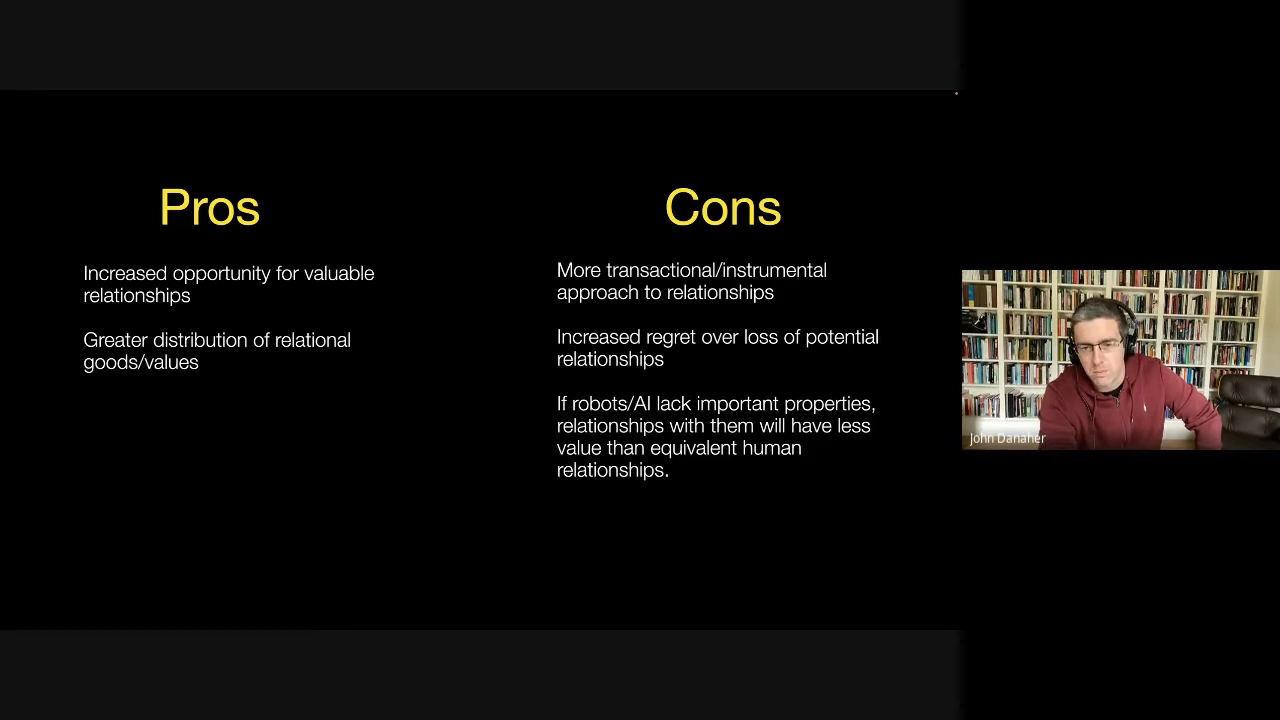 Pros
Increased opportunity for valuable
relationships
Greater distribution of relational
goods/values
Cons
More transactional/instrumental
approach to relationships
Increased regret over loss of potential
relationships
If robots/AI lack important properties,
relationships with them will have less
value than equivalent human
relationships.
John Danaher